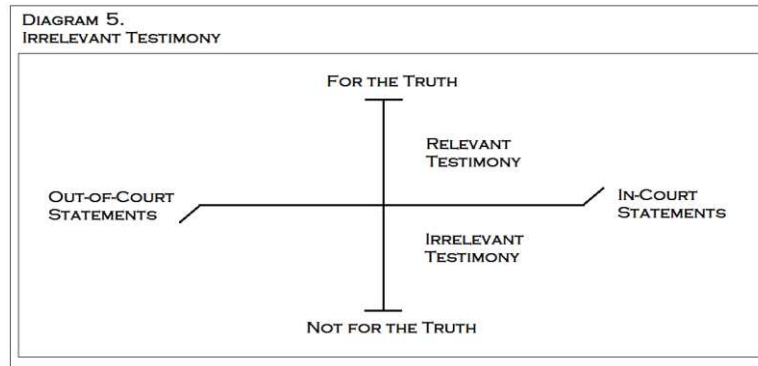 DIAGRAM 5.
IRRELEVANT TESTIMONY
FOR THE TRUTH
RELEVANT
TESTIMONY
OUT-OF-COURT
STATEMENTS
IN-COURT
STATEMENTS
IRRELEVANT
TESTIMONY
NOT FOR THE TRUTH